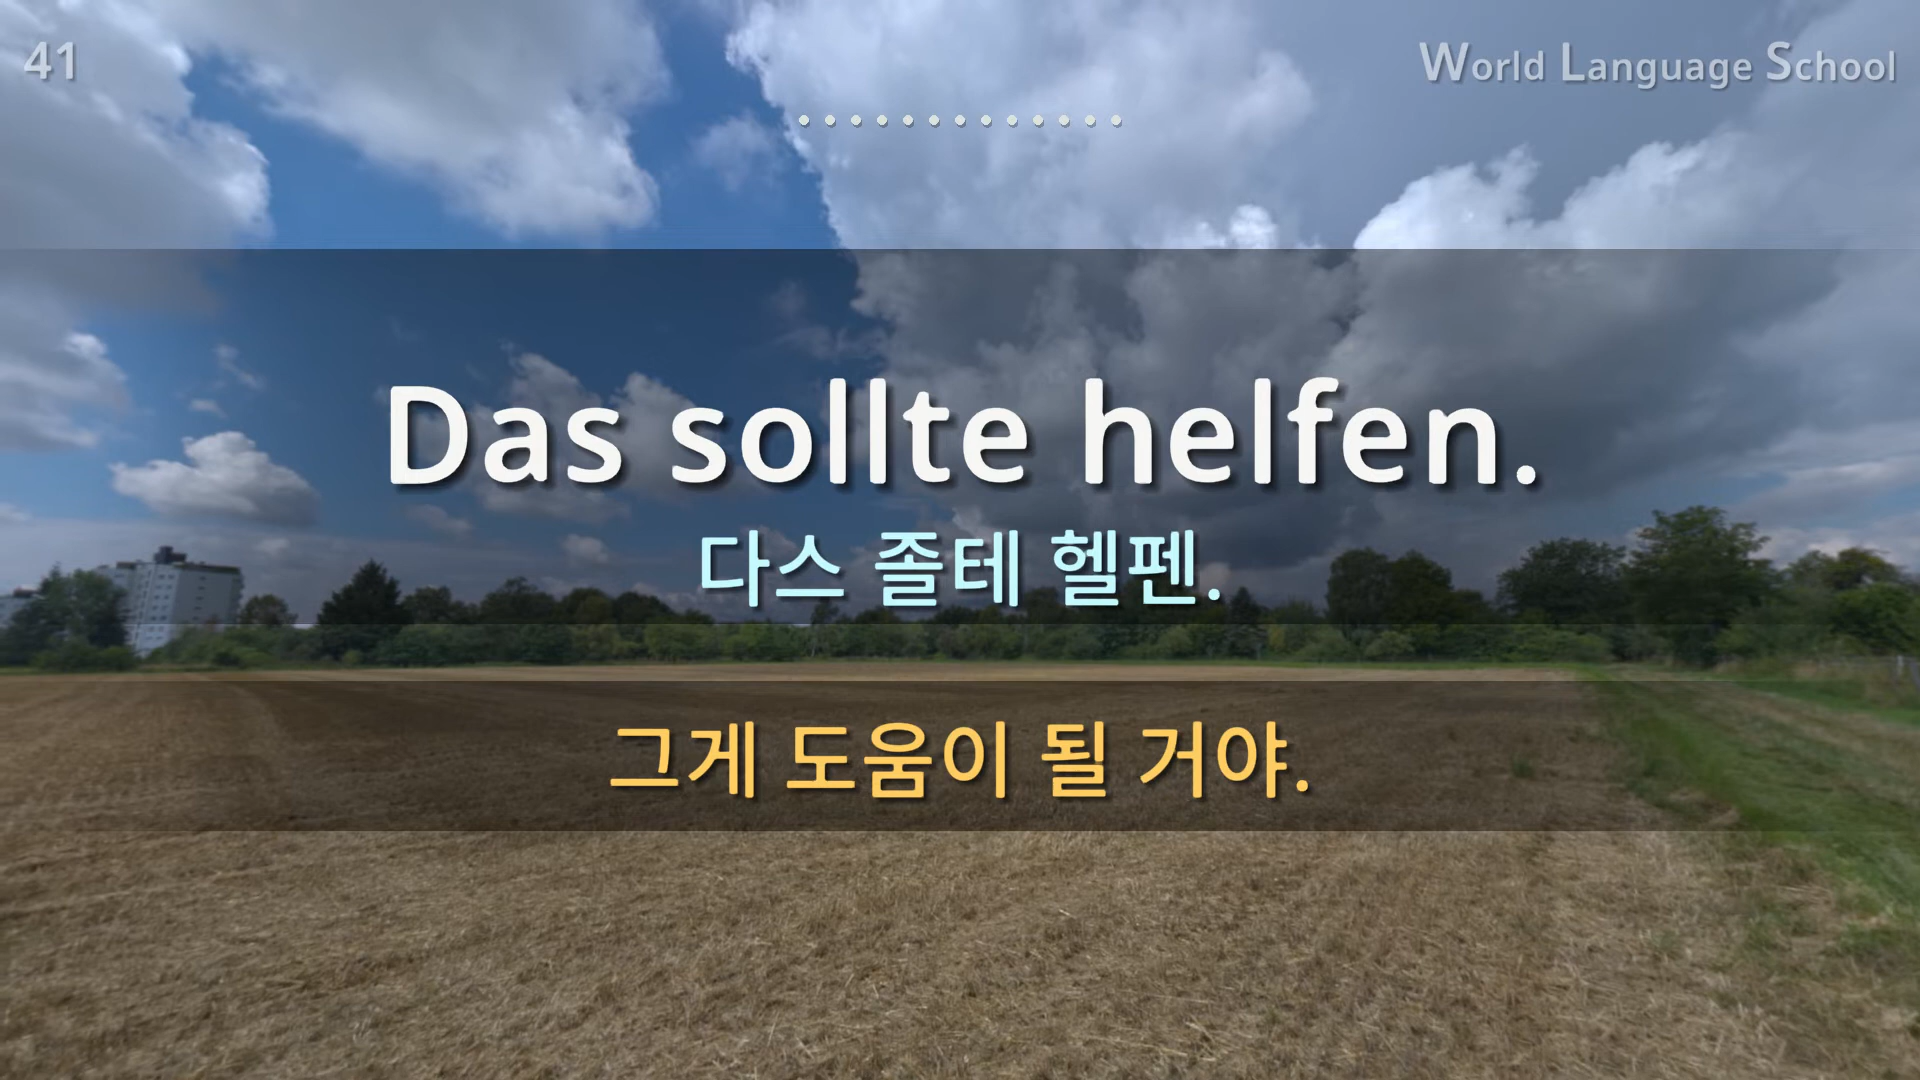 41
World Language School
Das sollte helfen.
다스 졸테 헬펜.
그게 도움이 될 거야.